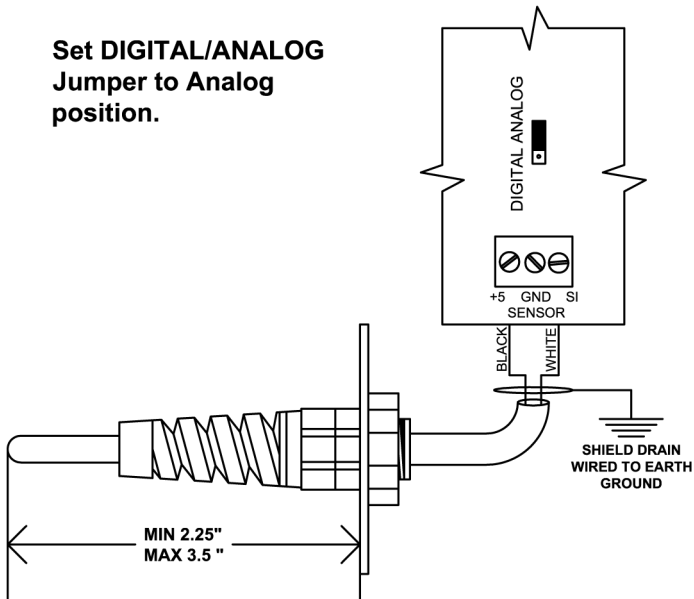 Set DIGITAL/ANALOG
Jumper to Analog
position.
DIGITAL ANALOG
+5 GND SI
SENSOR
BLACK
WHITE
SHIELD DRAIN
WIRED TO EARTH
GROUND
MIN 2.25"
MAX 3.5 "